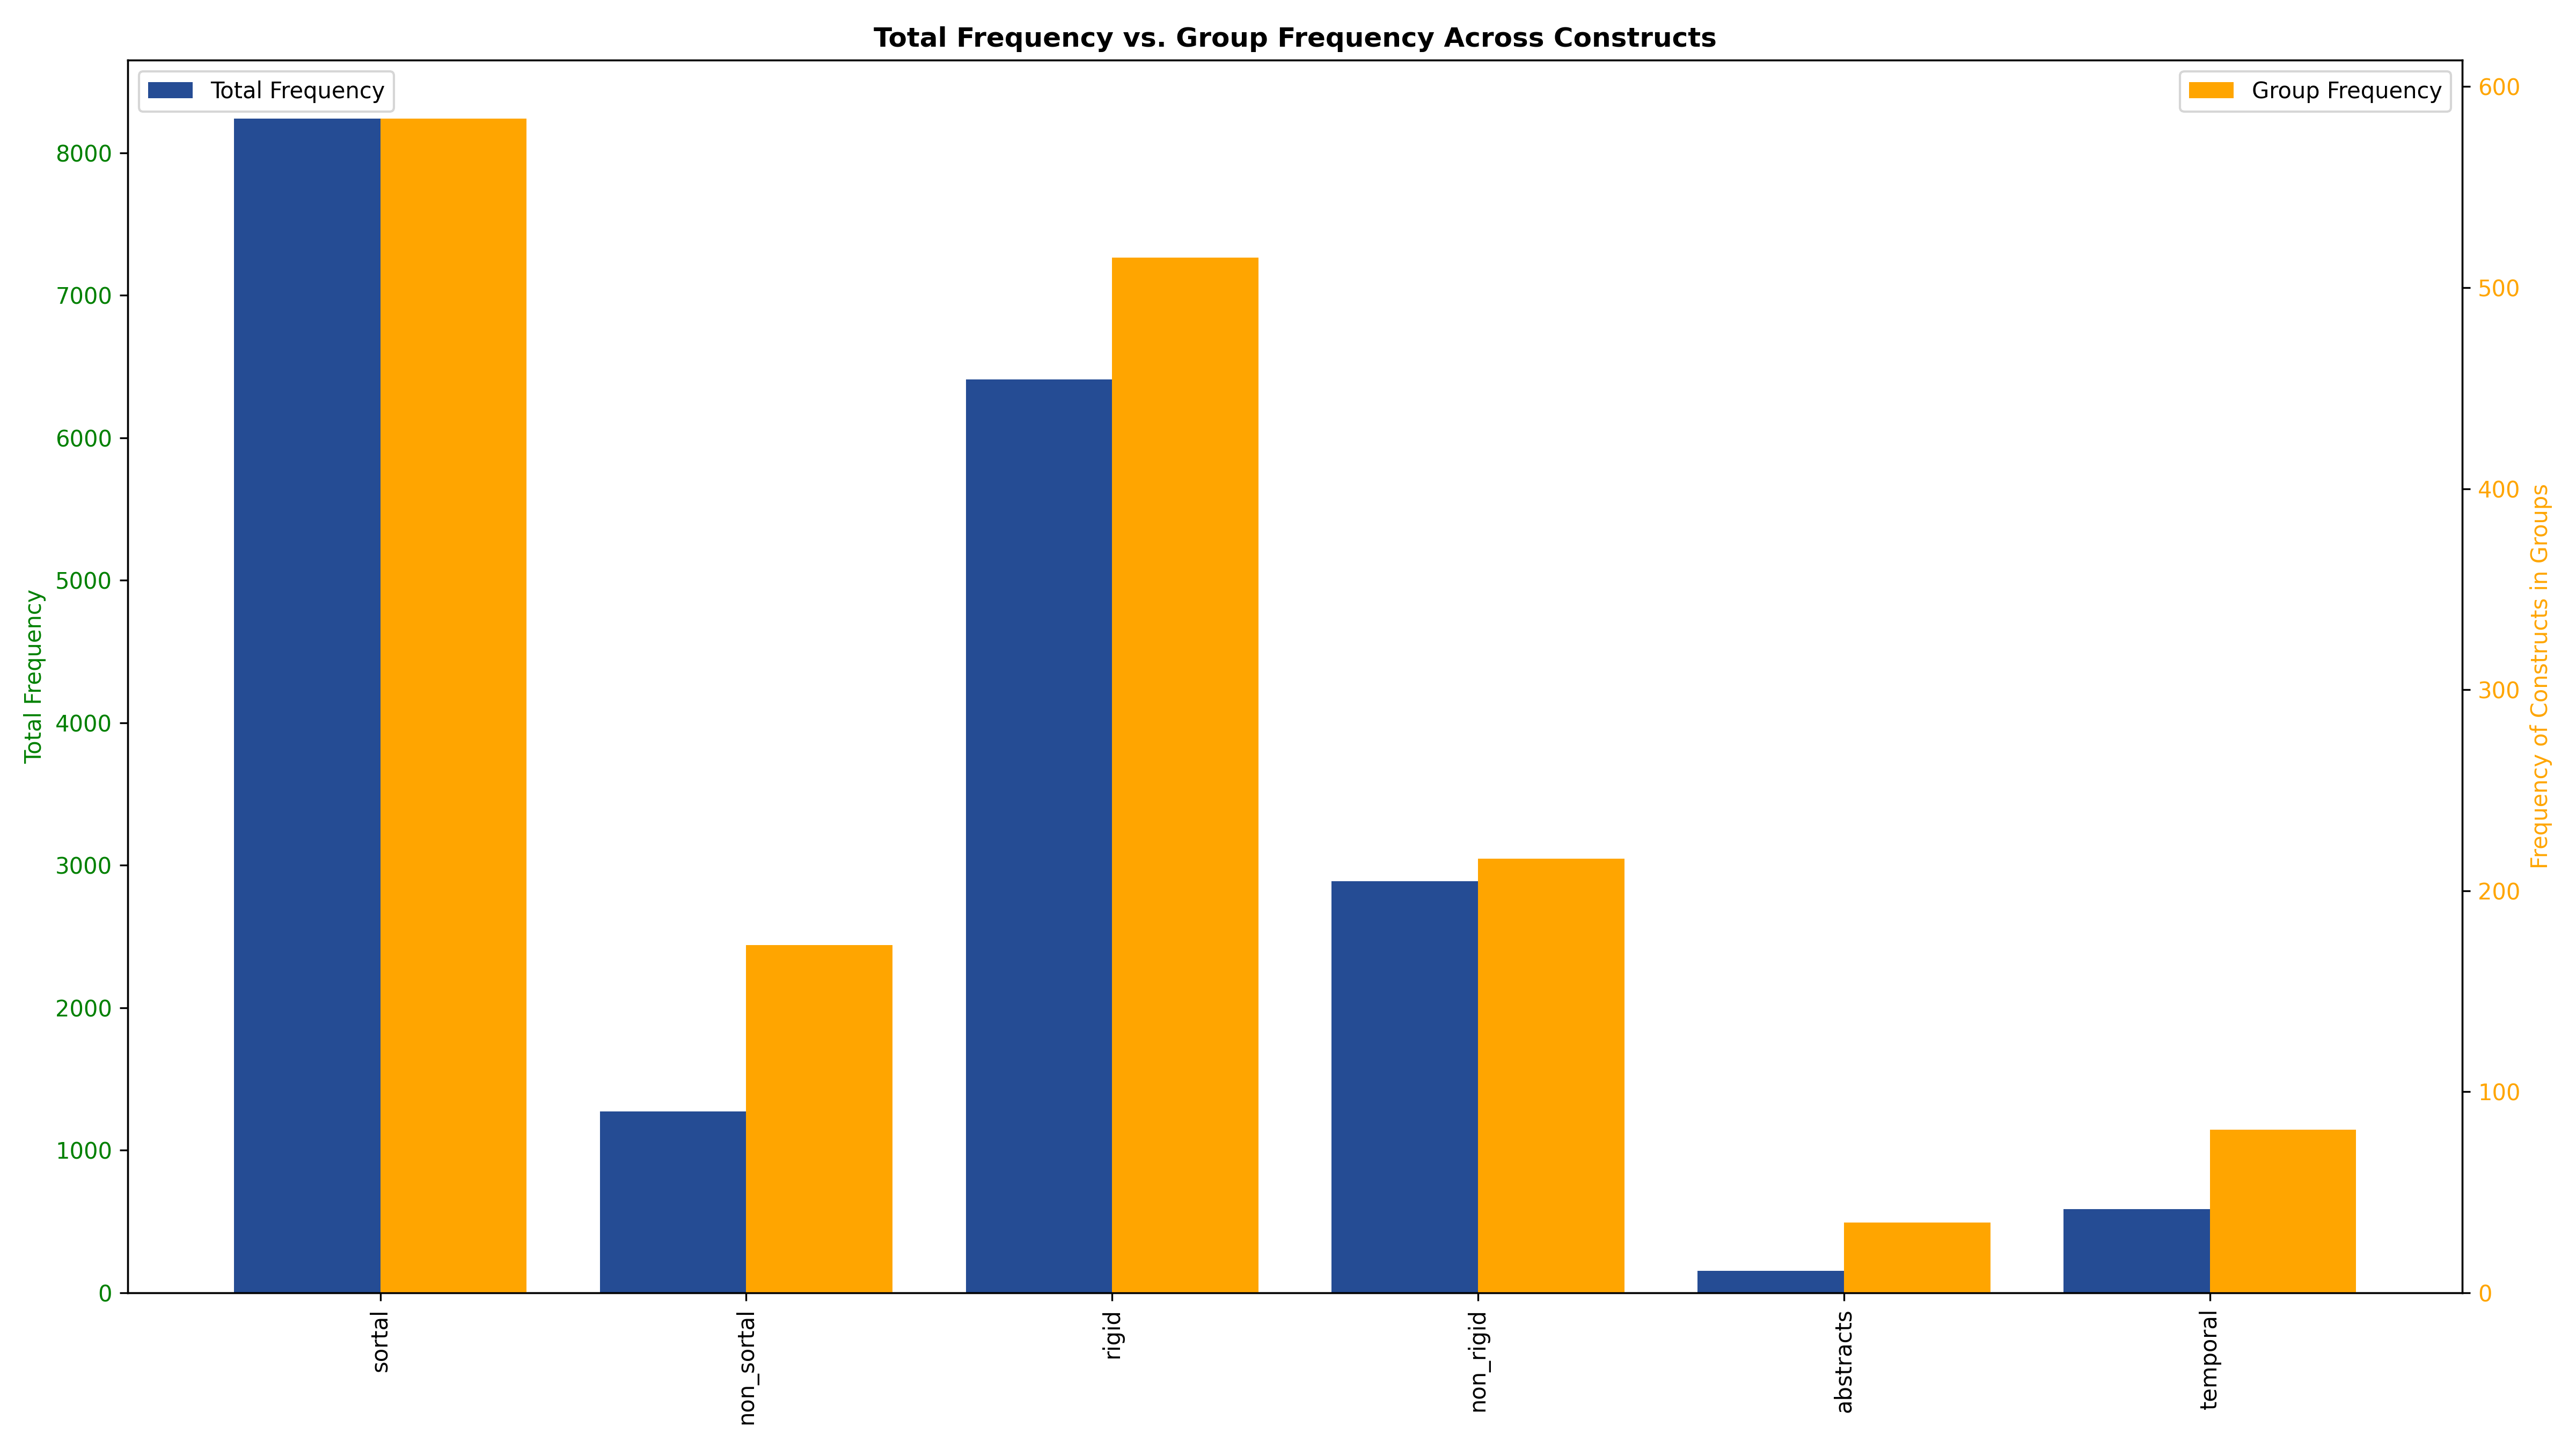 Total Frequency vs. Group Frequency Across Constructs
Total Frequency
Group Frequency
8000
7000
6000
5000
4000
3000
2000
1000
0
Total Frequency
600
500
400
300
200
100
0
Frequency of Constructs in Groups
sortal
non_sortal
rigid
non_rigid
abstracts
temporal